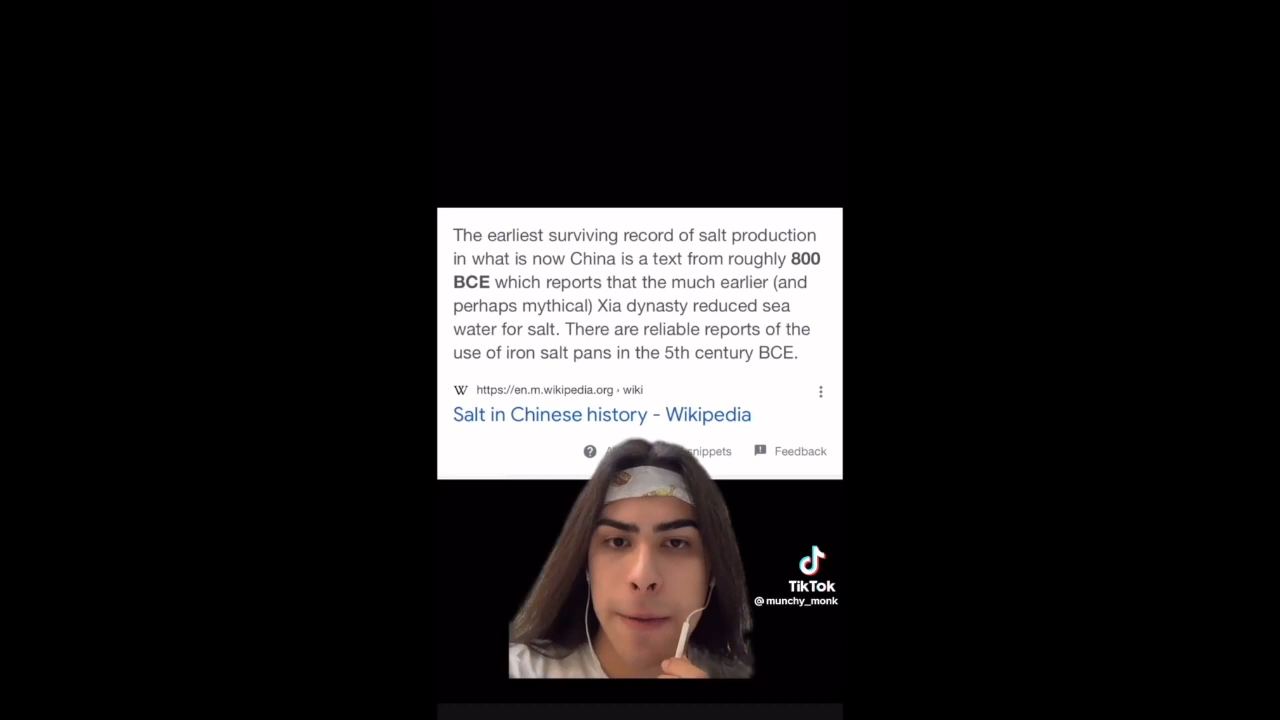 The earliest surviving record of salt production
in what is now China is a text from roughly 800
BCE which reports that the much earlier (and
perhaps mythical) Xia dynasty reduced sea
water for salt. There are reliable reports of the
use of iron salt pans in the 5th century BCE.
https://en.m.wikipedia.org › wiki
Salt in Chinese history - Wikipedia
snippets Feedback
TikTok
@munchy_monk